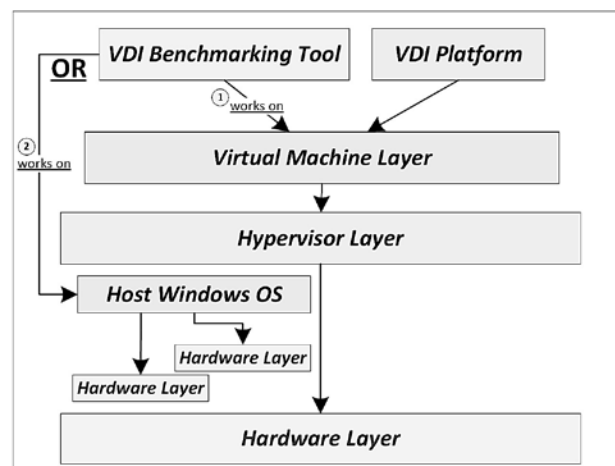 VDI Benchmarking Tool
VDI Platform
OR
1
works on
2
works on
Virtual Machine Layer
Hypervisor Layer
Host Windows OS
Hardware Layer
Hardware Layer
Hardware Layer